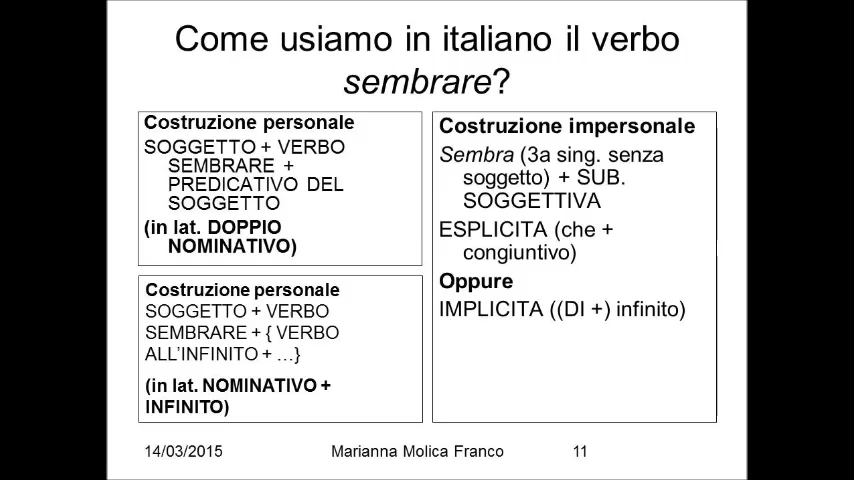 Come usiamo in italiano il verbo
sembrare?
Costruzione personale
SOGGETTO + VERBO
SEMBRARE +
PREDICATIVO DEL
SOGGETTO
(in lat. DOPPIO
NOMINATIVO)
Costruzione personale
SOGGETTO + VERBO
SEMBRARE + { VERBO
ALL'INFINITO + …}
(in lat. NOMINATIVO +
INFINITO)
Costruzione impersonale
Sembra (3a sing. senza
soggetto) + SUB.
SOGGETTIVA
ESPLICITA (che +
congiuntivo)
Oppure
IMPLICITA ((DI +) infinito)
14/03/2015
Marianna Molica Franco
11